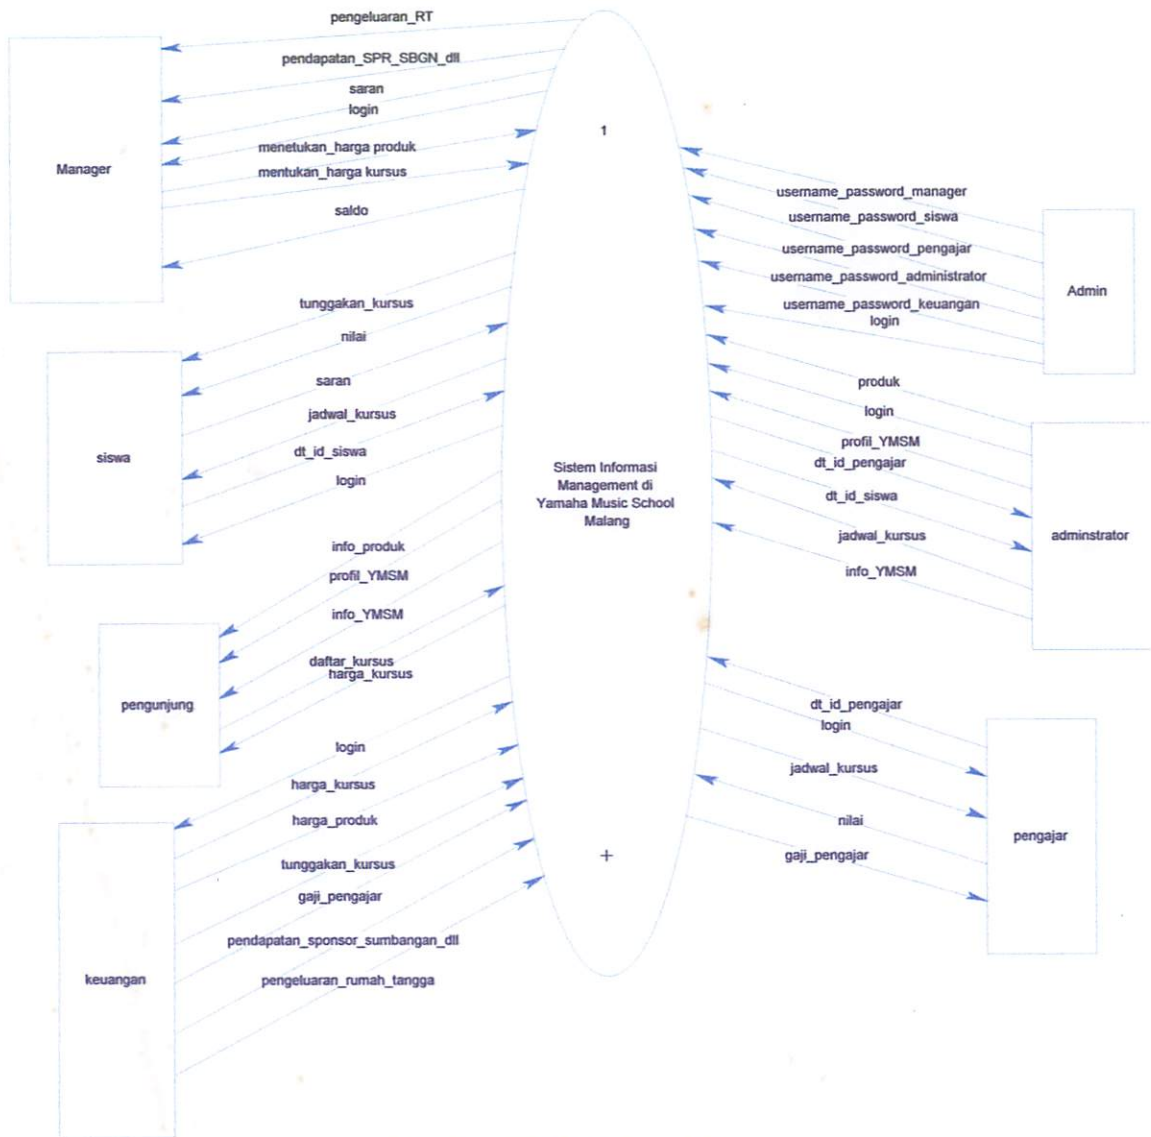 pengeluaran_RT
pendapatan_SPR_SBGN_dll
saran
login
menetukan_harga produk
mentukan_harga kursus
saldo
Manager
tunggakan_kursus
nilai
saran
jadwal_kursus
dt_id_siswa
login
siswa
info_produk
profil_YMSM
info_YMSM
daftar_kursus
harga_kursus
pengunjung
login
harga_kursus
harga_produk
tunggakan_kursus
gaji_pengajar
pendapatan_sponsor_sumbangan_dll
pengeluaran_rumah_tangga
keuangan
1
Sistem Informasi
Management di
Yamaha Music School
Malang
+
username_password_manager
username_password_siswa
username_password_pengajar
username_password_administrator
username_password_keuangan
login
Admin
produk
login
profil_YMSM
dt_id_pengajar
dt_id_siswa
jadwal_kursus
info_YMSM
adminstrator
dt_id_pengajar
login
jadwal_kursus
nilai
gaji_pengajar
pengajar